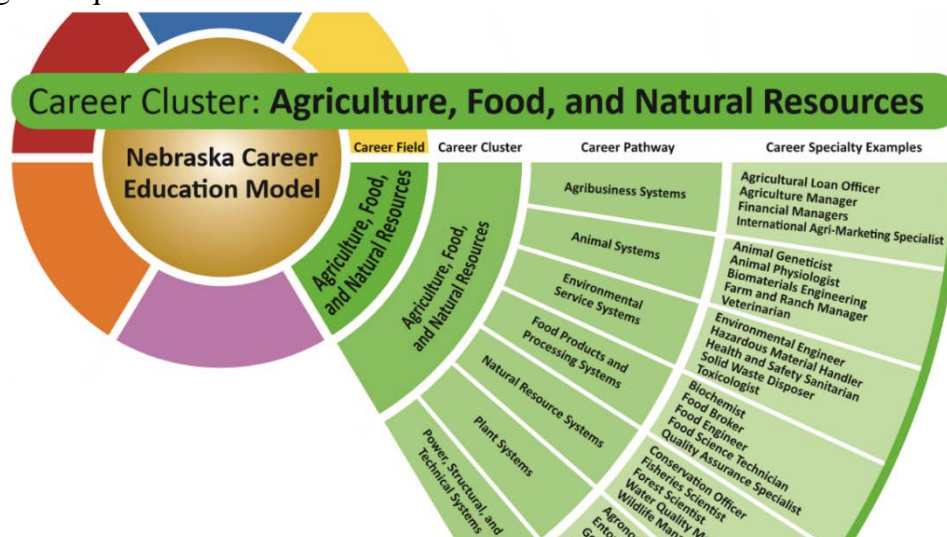 Career Cluster: Agriculture, Food, and Natural Resources
Nebraska Career
Education Model
Career Field
Career Cluster
Career Pathway
Career Specialty Examples
Agriculture, Food,
and Natural Resources
Agriculture, Food,
and Natural Resources
Agribusiness Systems
Agricultural Loan Officer
Agriculture Manager
Financial Managers
International Agri-Marketing Specialist
Animal Systems
Animal Geneticist
Animal Physiologist
Biomaterials Engineering
Farm and Ranch Manager
Veterinarian
Environmental
Service Systems
Environmental Engineer
Hazardous Material Handler
Health and Safety Sanitarian
Solid Waste Disposer
Toxicologist
Food Products and
Processing Systems
Biochemist
Food Broker
Food Engineer
Food Science Technician
Quality Assurance Specialist
Natural Resource Systems
Conservation Officer
Fisheries Scientist
Forest Scientist
Water Quality
Wildlife
Plant Systems
Power, Structural, and
Technical Systems